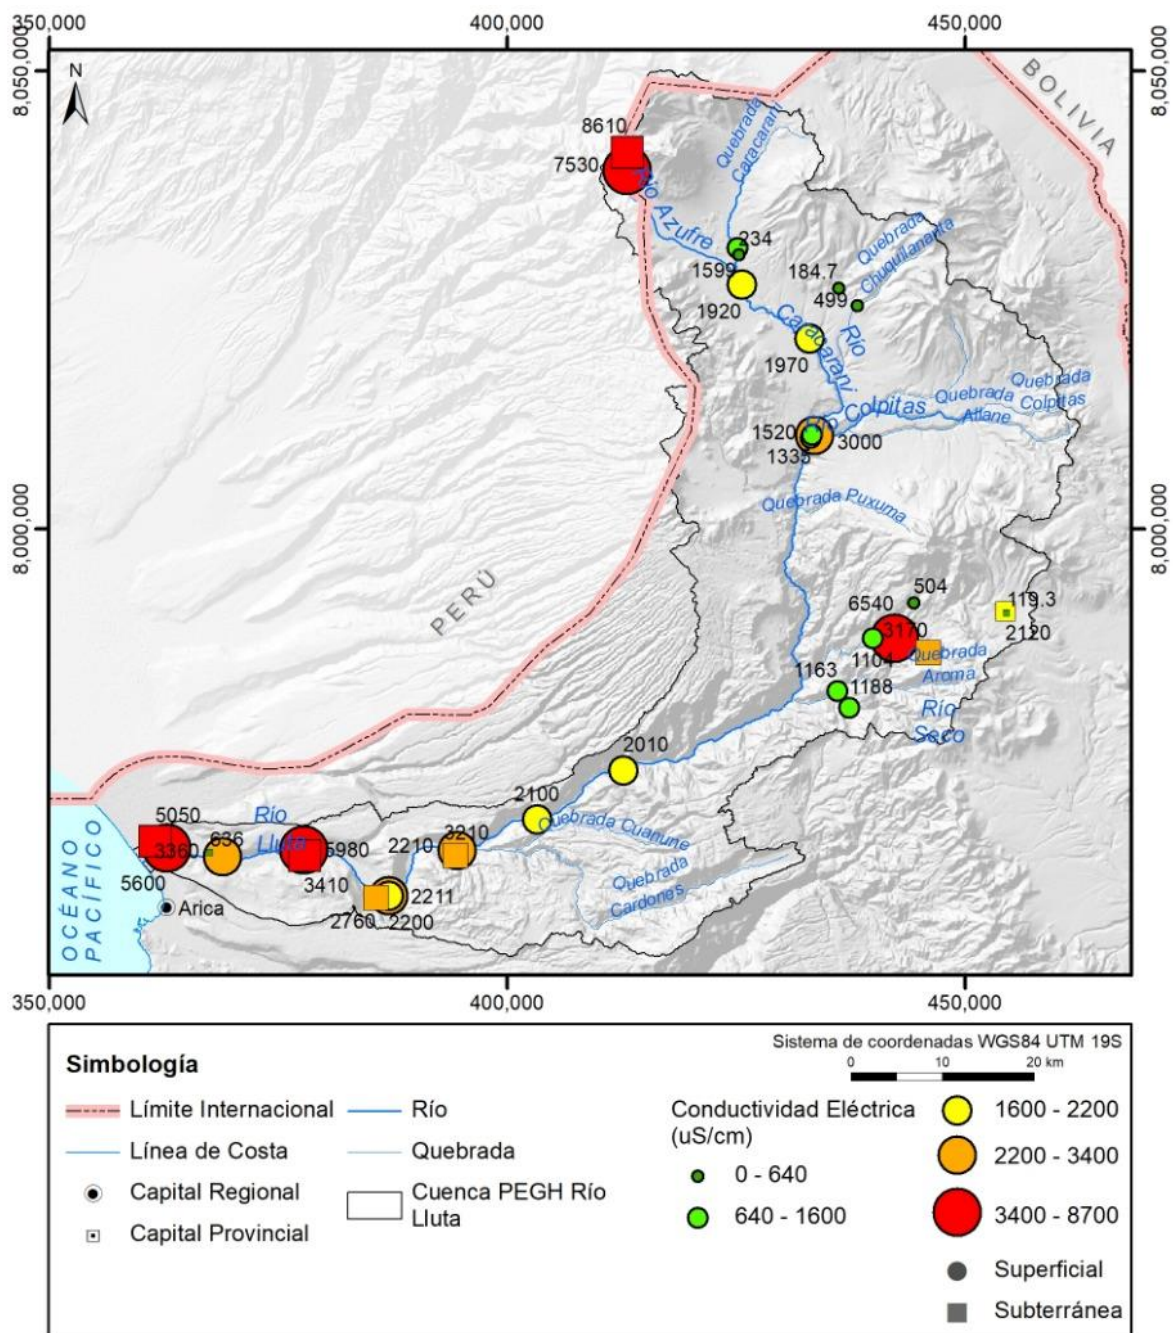 350,000
400,000
450,000
8,050,000
8,050,000
N
BOLIVIA
8610
7530
Quebrada
Caracarani
Río Azufre
234
1599
1920
184.7
499
Quebrada
Chuquilananta
Caracarani
Río
1970
Río Colpitas
Quebrada
Allane
Quebrada
Colpitas
1520
1335
3000
Quebrada Puxuma
8,000,000
8,000,000
PERÚ
504
6540
3170
119.3
2120
1104
Quebrada
Aroma
1163
1188
Río
Seco
2010
2100
Quebrada Cuanune
Río
Lluta
5050
3360
636
5980
2210
3210
5600
3410
2211
2760
2200
Quebrada
Cardones
Arica
OCÉANO
PACÍFICO
350,000
400,000
450,000
Sistema de coordenadas WGS84 UTM 19S
0 10 20 km
Simbología
Límite Internacional
Línea de Costa
Capital Regional
Capital Provincial
Río
Quebrada
Cuenca PEGH Río
Lluta
Conductividad Eléctrica
(uS/cm)
0 - 640
640 - 1600
1600 - 2200
2200 - 3400
3400 - 8700
Superficial
Subterránea